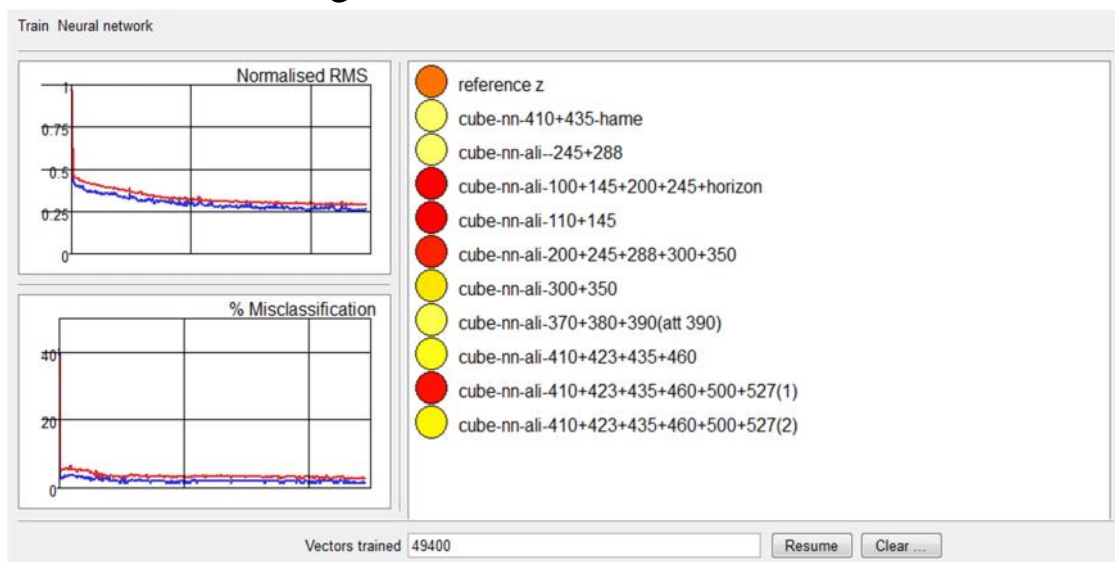 Train Neural network
Normalised RMS
1
0.75
0.5
0.25
0
% Misclassification
40
20
0
reference z
cube-nn-410+435-hame
cube-nn-ali--245+288
cube-nn-ali-100+145+200+245+horizon
cube-nn-ali-110+145
cube-nn-ali-200+245+288+300+350
cube-nn-ali-300+350
cube-nn-ali-370+380+390(att 390)
cube-nn-ali-410+423+435+460
cube-nn-ali-410+423+435+460+500+527(1)
cube-nn-ali-410+423+435+460+500+527(2)
Vectors trained 49400 Resume Clear ...